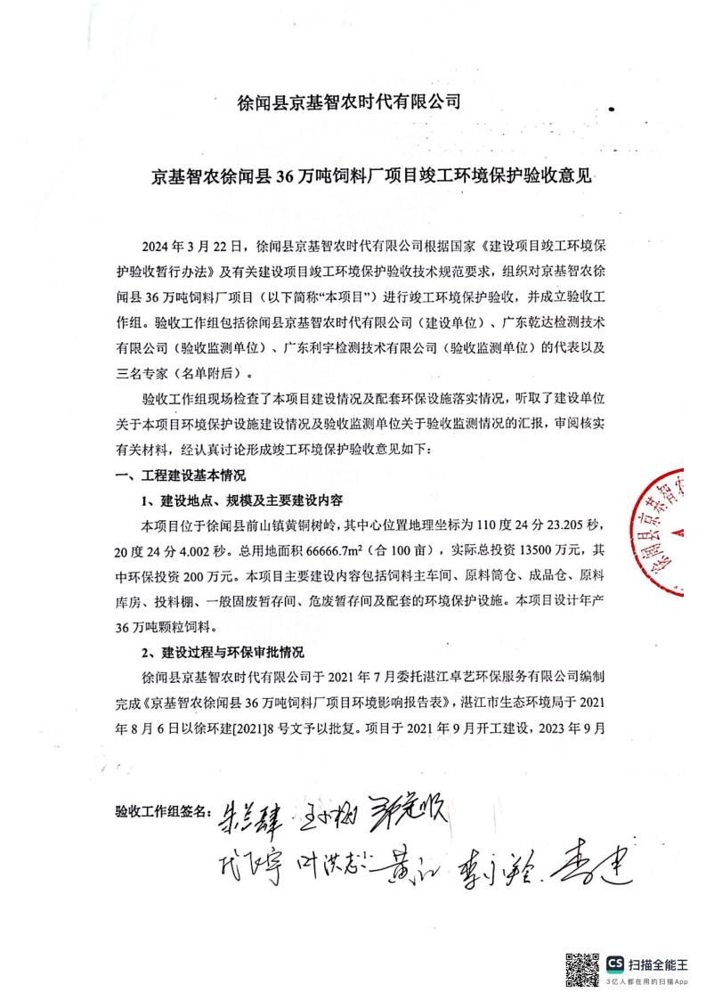 徐闻县京基智农时代有限公司
京基智农徐闻县 36 万吨饲料厂项目竣工环境保护验收意见
2024 年 3 月 22 日，徐闻县京基智农时代有限公司根据国家《建设项目竣工环境保
护验收暂行办法》及有关建设项目竣工环境保护验收技术规范要求，组织对京基智农徐
闻县 36 万吨饲料厂项目（以下简称“本项目”）进行竣工环境保护验收，并成立验收工
作组。验收工作组包括徐闻县京基智农时代有限公司（建设单位）、广东乾达检测技术
有限公司（验收监测单位）、广东利宇检测技术有限公司（验收监测单位）的代表以及
三名专家（名单附后）。
验收工作组现场检查了本项目建设情况及配套环保设施落实情况，听取了建设单位
关于本项目环境保护设施建设情况及验收监测单位关于验收监测情况的汇报，审阅核实
有关材料，经认真讨论形成竣工环境保护验收意见如下：
一、工程建设基本情况
1、建设地点、规模及主要建设内容
本项目位于徐闻县前山镇黄铜树岭，其中心位置地理坐标为 110 度 24 分 23.205 秒，
20 度 24 分 4.002 秒。总用地面积 66666.7m²（合 100 亩），实际总投资 13500 万元，其
中环保投资 200 万元。本项目主要建设内容包括饲料主车间、原料筒仓、成品仓、原料
库房、投料棚、一般固废暂存间、危废暂存间及配套的环境保护设施。本项目设计年产
36 万吨颗粒饲料。
2、建设过程与环保审批情况
徐闻县京基智农时代有限公司于 2021 年 7 月委托湛江卓艺环保服务有限公司编制
完成《京基智农徐闻县 36 万吨饲料厂项目环境影响报告表》，湛江市生态环境局于 2021
年 8 月 6 日以徐环建[2021]8 号文予以批复。项目于 2021 年 9 月开工建设，2023 年 9 月
徐闻县京基智农
验收工作组签名：
叶洪志
李建
CS 扫描全能王
3亿人都在用的扫描App